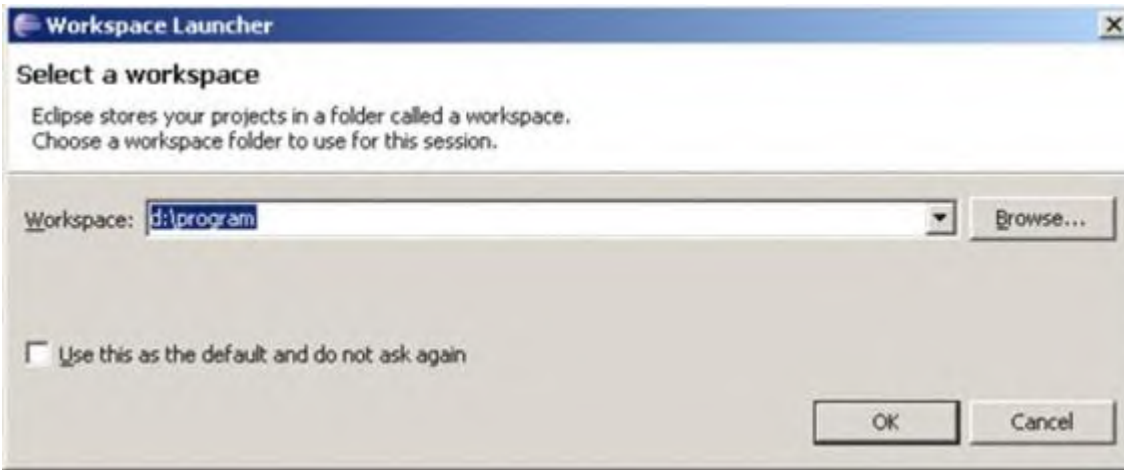 Workspace Launcher
Select a workspace
Eclipse stores your projects in a folder called a workspace.
Choose a workspace folder to use for this session.
Workspace: d:\program Browse...
Use this as the default and do not ask again
OK Cancel